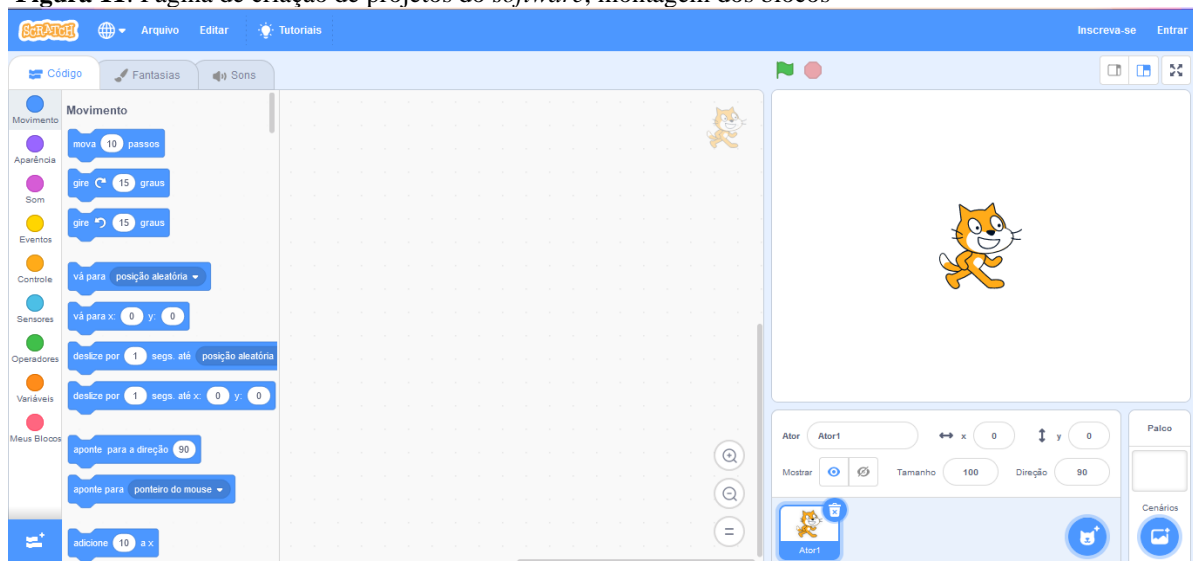 Figura 11. Página de criação de projetos do software, montagem dos blocos
SCRATCH Arquivo Editar Tutoriais Inscreva-se Entrar
Código Fantasias Sons
Movimento
Aparência
Som
Eventos
Controle
Sensores
Operadores
Variáveis
Meus Blocos
Movimento
mova 10 passos
gire 15 graus
gire 15 graus
vá para posição aleatória
vá para x: 0 y: 0
deslize por 1 segs. até posição aleatória
deslize por 1 segs. até x: 0 y: 0
aponte para a direção 90
aponte para ponteiro do mouse
adicione 10 a x
Ator Ator1 x 0 y 0
Mostrar Tamanho 100 Direção 90
Ator1
Palco
Cenários